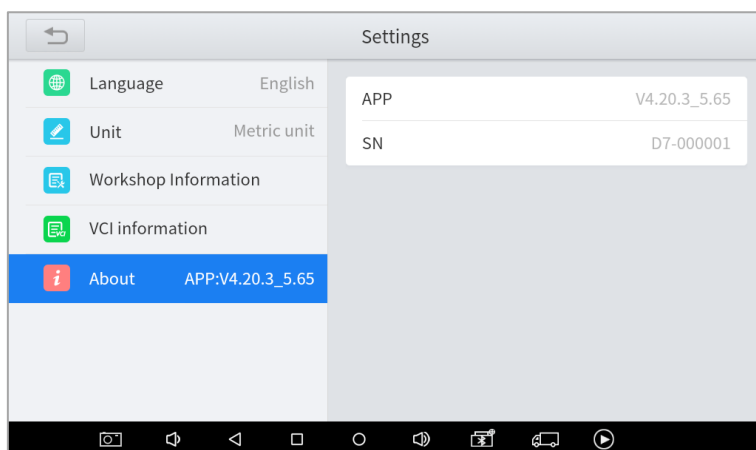 Settings
Language English
Unit Metric unit
Workshop Information
VCI information
About APP:V4.20.3_5.65
APP V4.20.3_5.65
SN D7-000001